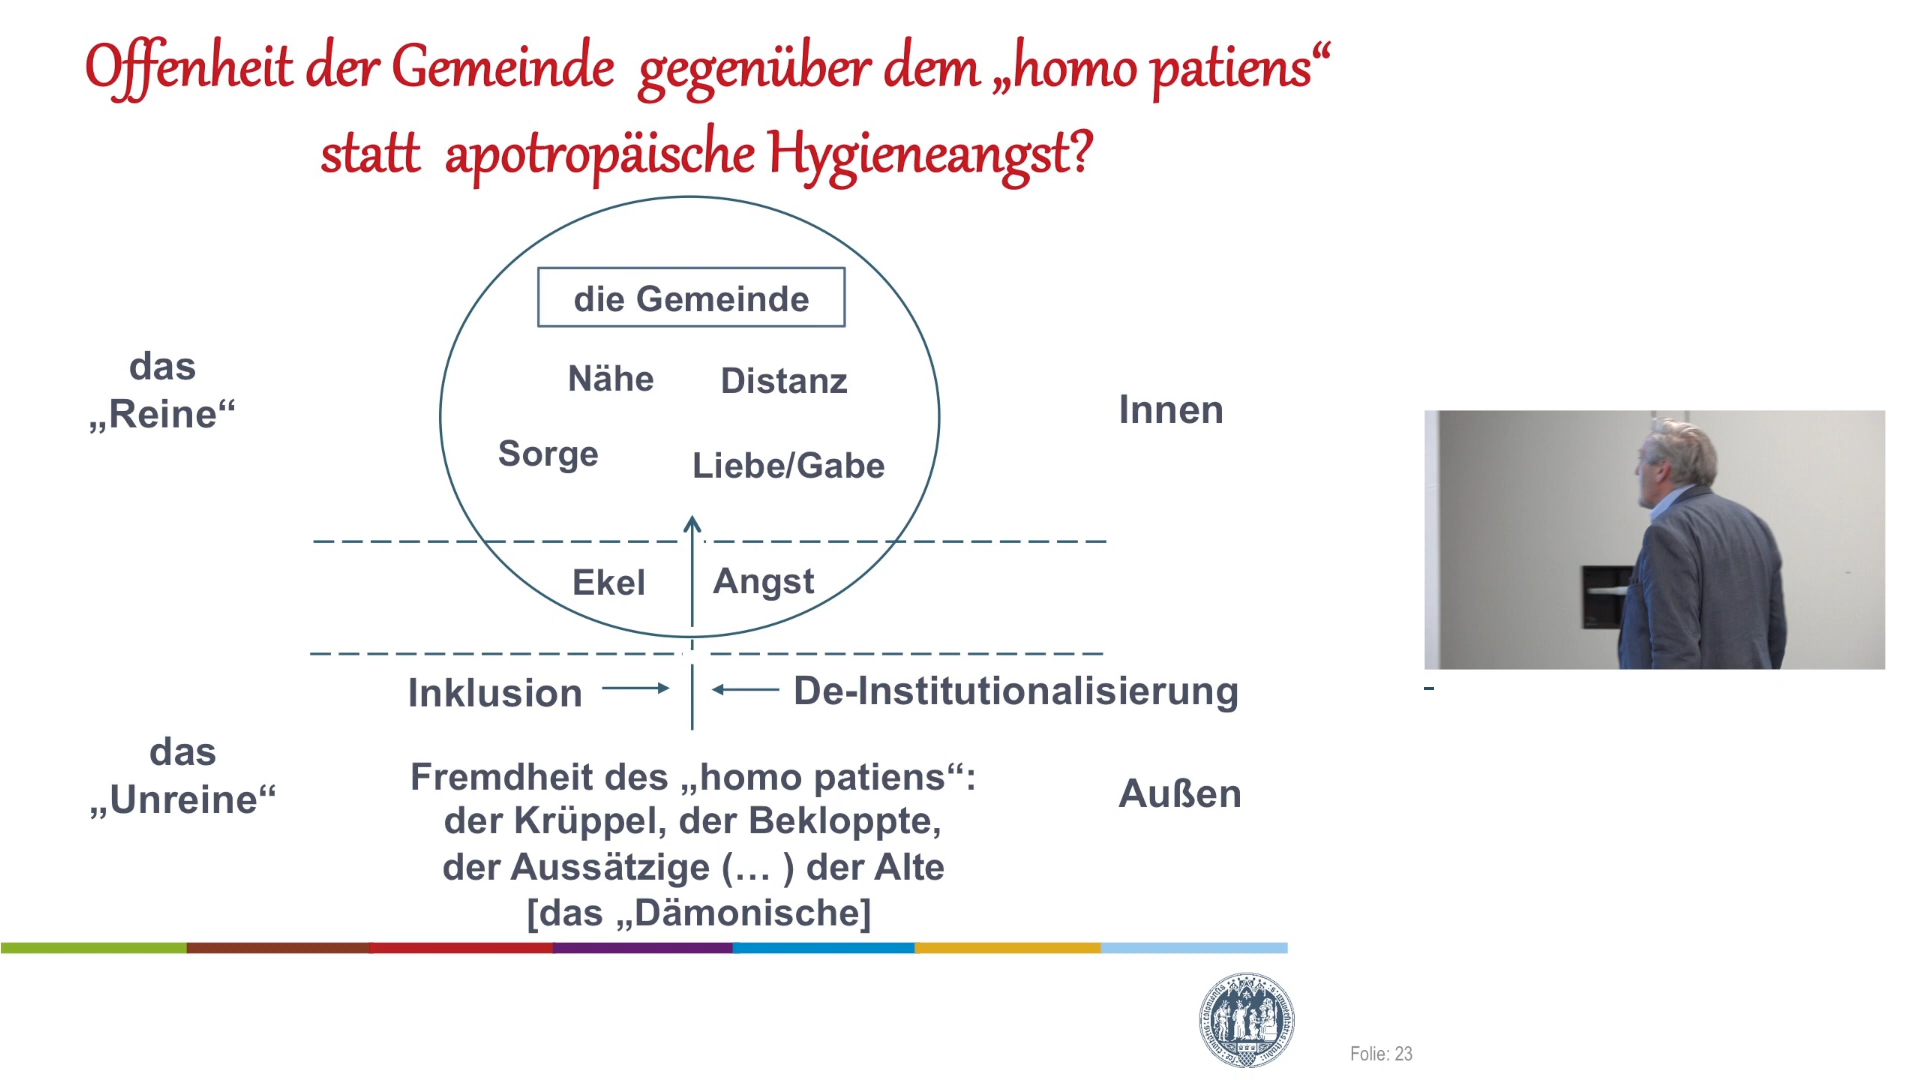 Offenheit der Gemeinde gegenüber dem „homo patiens“
statt apotropäische Hygieneangst?
die Gemeinde
das
„Reine“
Nähe Distanz
Innen
Sorge Liebe/Gabe
Ekel Angst
Inklusion De-Institutionalisierung
das
„Unreine“
Fremdheit des „homo patiens“:
der Krüppel, der Bekloppte,
der Aussätzige (… ) der Alte
[das „Dämonische]
Außen
Folie: 23